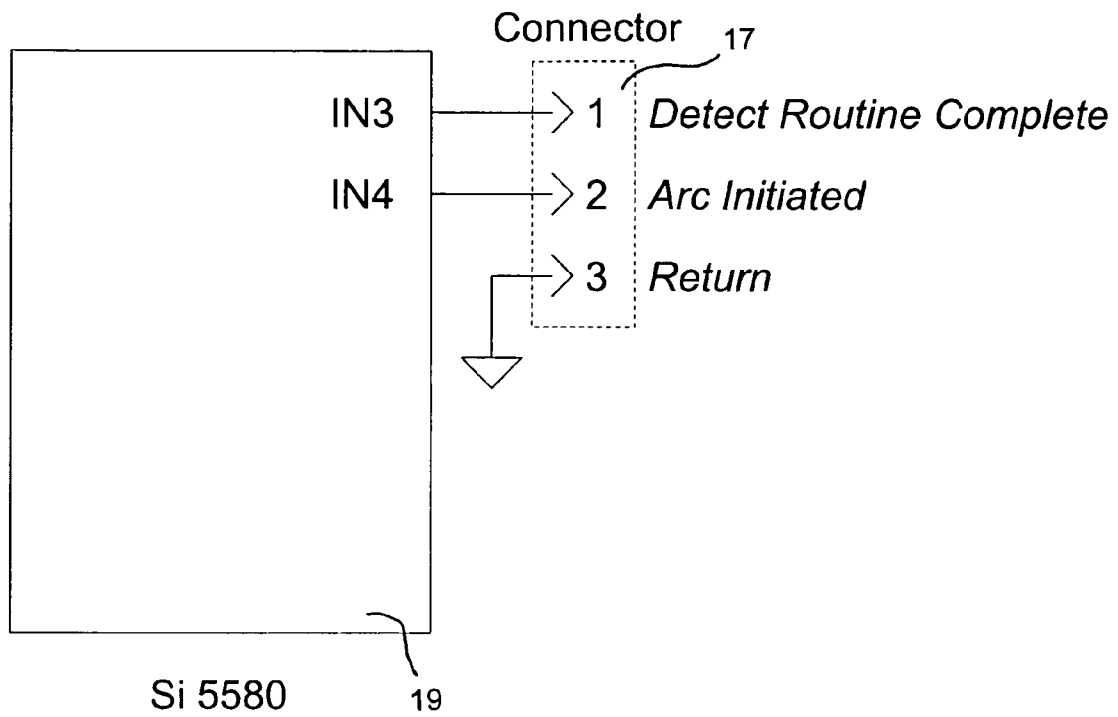 Connector 17
IN3 1 Detect Routine Complete
IN4 2 Arc Initiated
3 Return
Si 5580 19